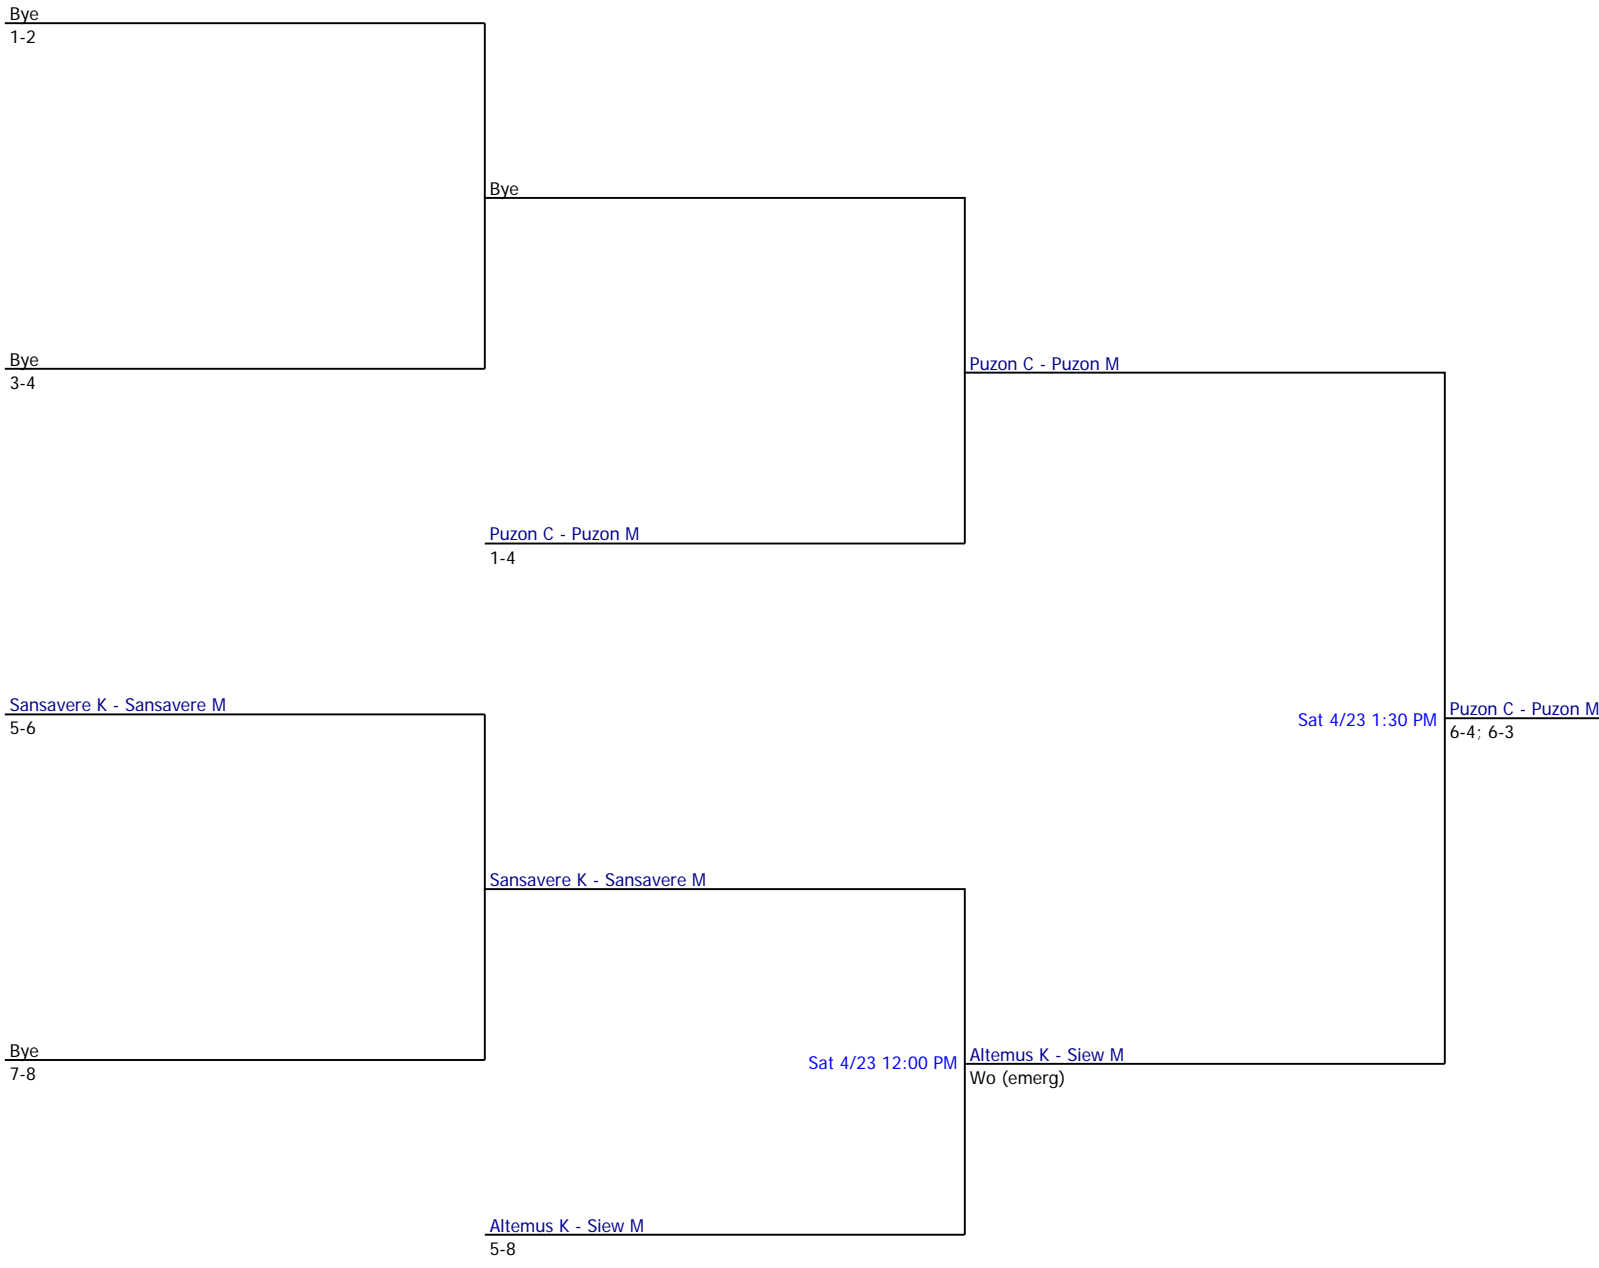 Bye
1-2
Bye
Bye
3-4
Puzon C - Puzon M
Puzon C - Puzon M
1-4
Sansavere K - Sansavere M
5-6
Sat 4/23 1:30 PM
Puzon C - Puzon M
6-4; 6-3
Sansavere K - Sansavere M
Bye
7-8
Sat 4/23 12:00 PM
Altemus K - Siew M
Wo (emerg)
Altemus K - Siew M
5-8